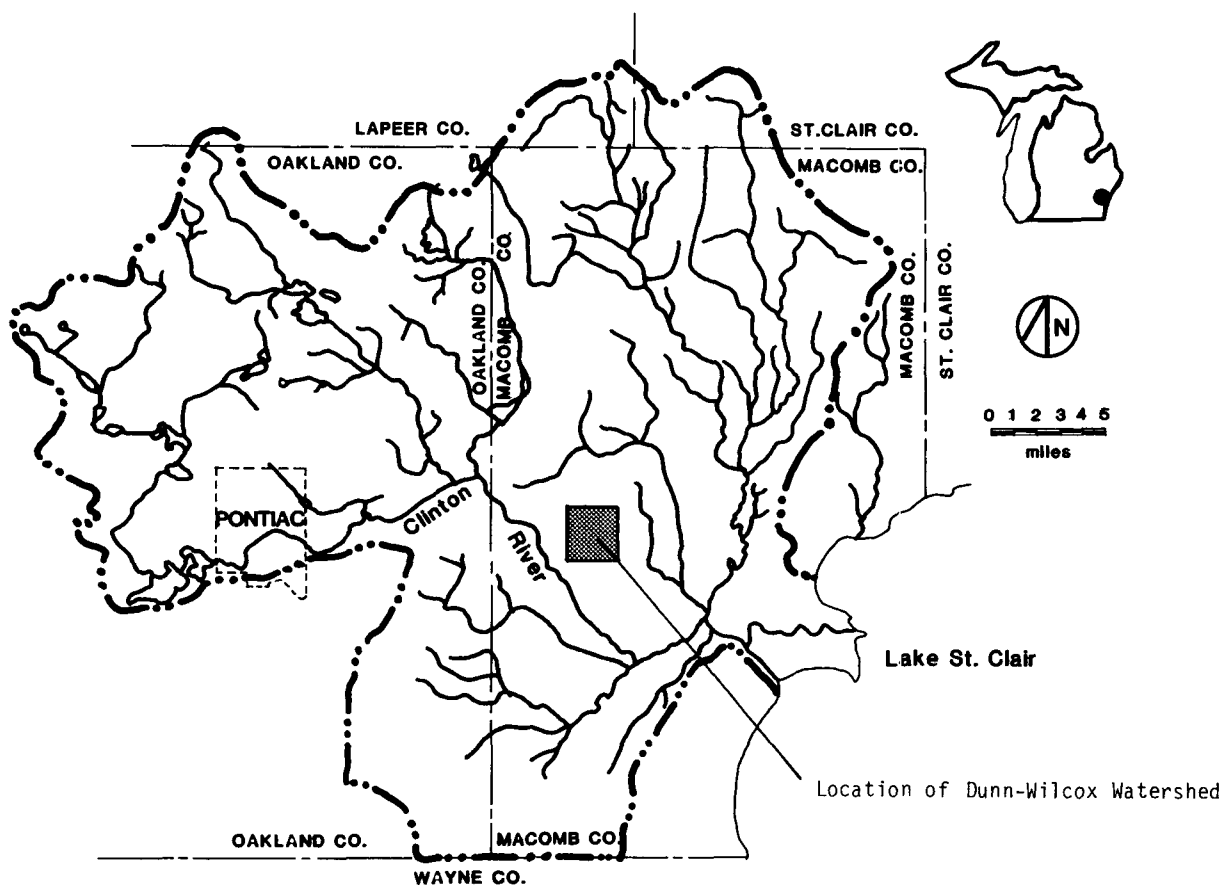 LAPEER CO.
ST.CLAIR CO.
OAKLAND CO.
MACOMB CO.
OAKLAND CO.
MACOMB CO.
MACOMB CO.
ST. CLAIR CO.
N
0 1 2 3 4 5
miles
PONTIAC
Clinton
River
Lake St. Clair
Location of Dunn-Wilcox Watershed
OAKLAND CO.
MACOMB CO.
WAYNE CO.